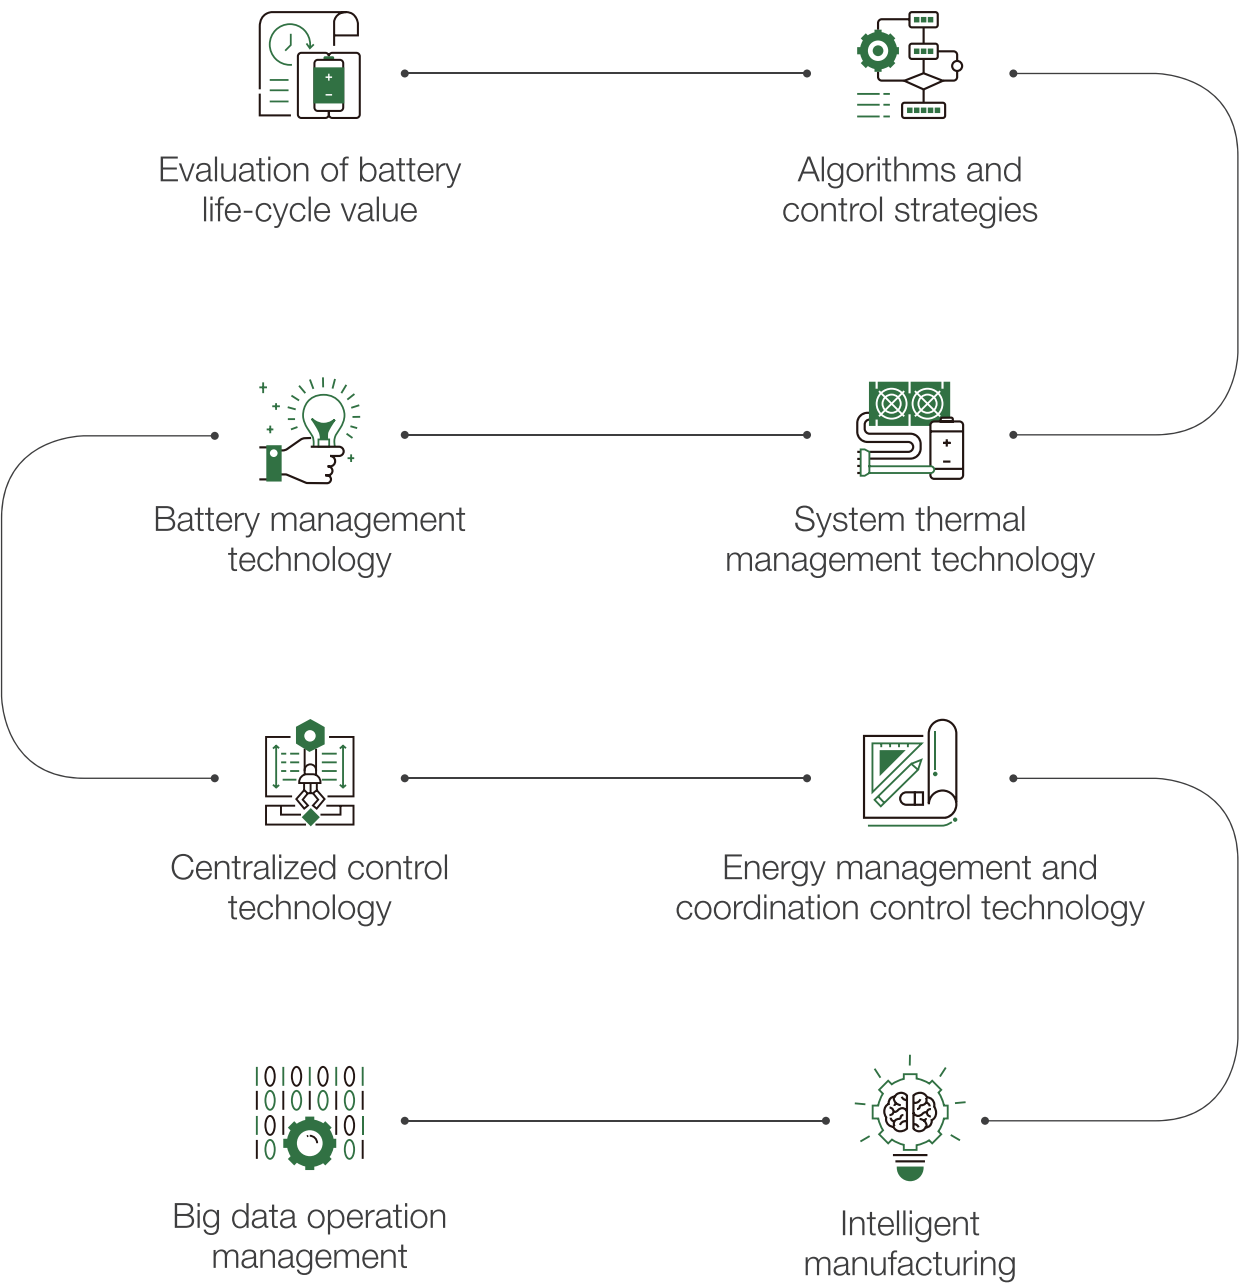 Evaluation of battery
life-cycle value
Algorithms and
control strategies
Battery management
technology
System thermal
management technology
Centralized control
technology
Energy management and
coordination control technology
Big data operation
management
Intelligent
manufacturing